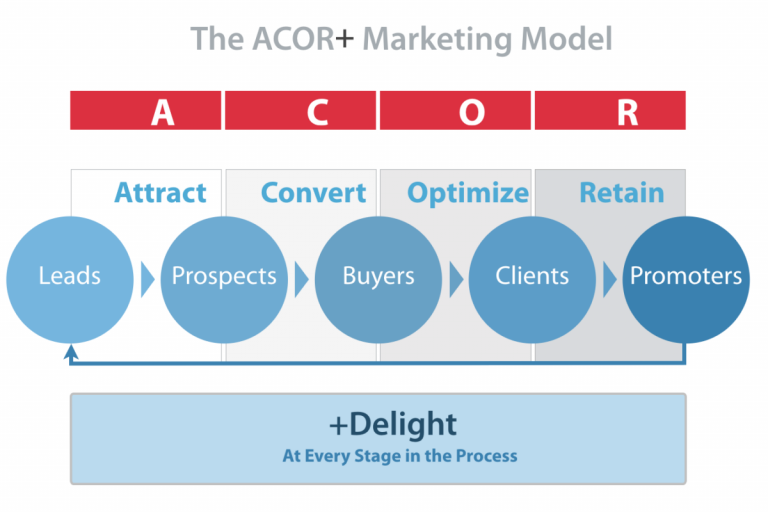 The ACOR+ Marketing Model
A C O R
Attract Convert Optimize Retain
Leads Prospects Buyers Clients Promoters
+Delight
At Every Stage in the Process